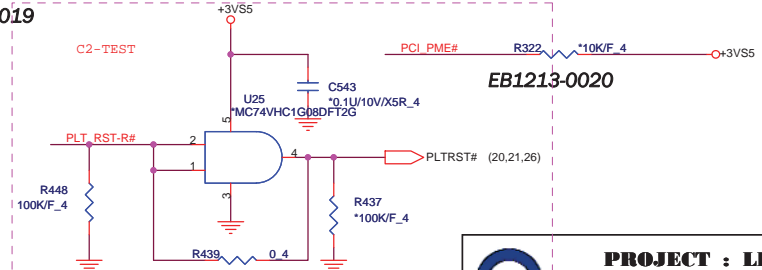 019
+3VS5
C2-TEST
PCI_PME#
R322
*10K/F_4
+3VS5
EB1213-0020
C543
*0.1U/10V/X5R_4
U25
*MC74VHC1G08DFT2G
5
PLT_RST-R#
2
1
4
3
PLTRST#
(20,21,26)
R448
100K/F_4
R437
*100K/F_4
R439
0_4
PROJECT : LI